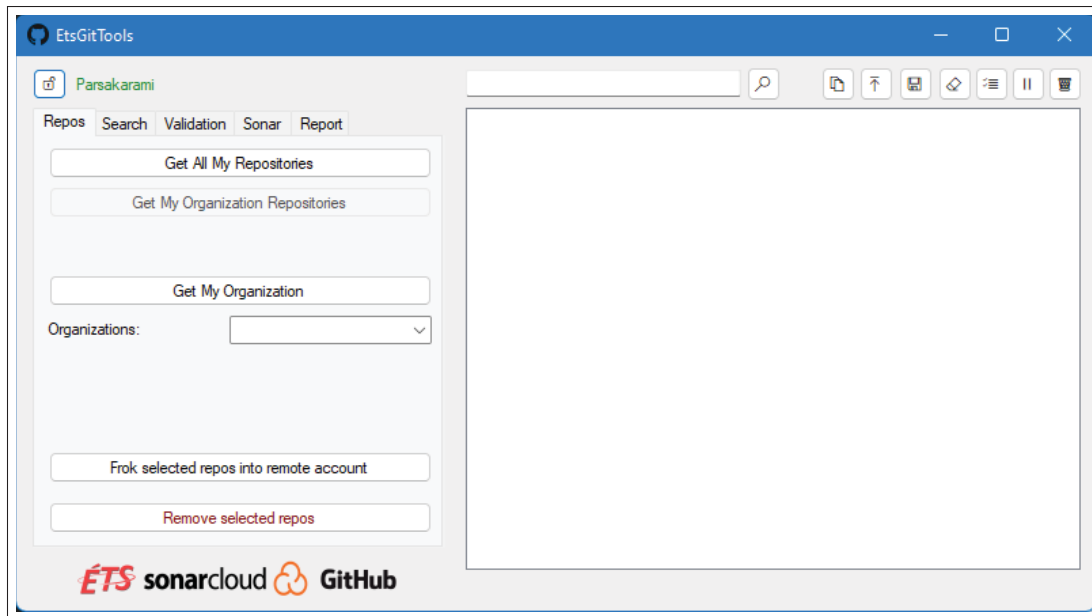 EtsGitTools
Parsakarami
Repos Search Validation Sonar Report
Get All My Repositories
Get My Organization Repositories
Get My Organization
Organizations:
Frok selected repos into remote account
Remove selected repos
ÉTS sonarcloud GitHub